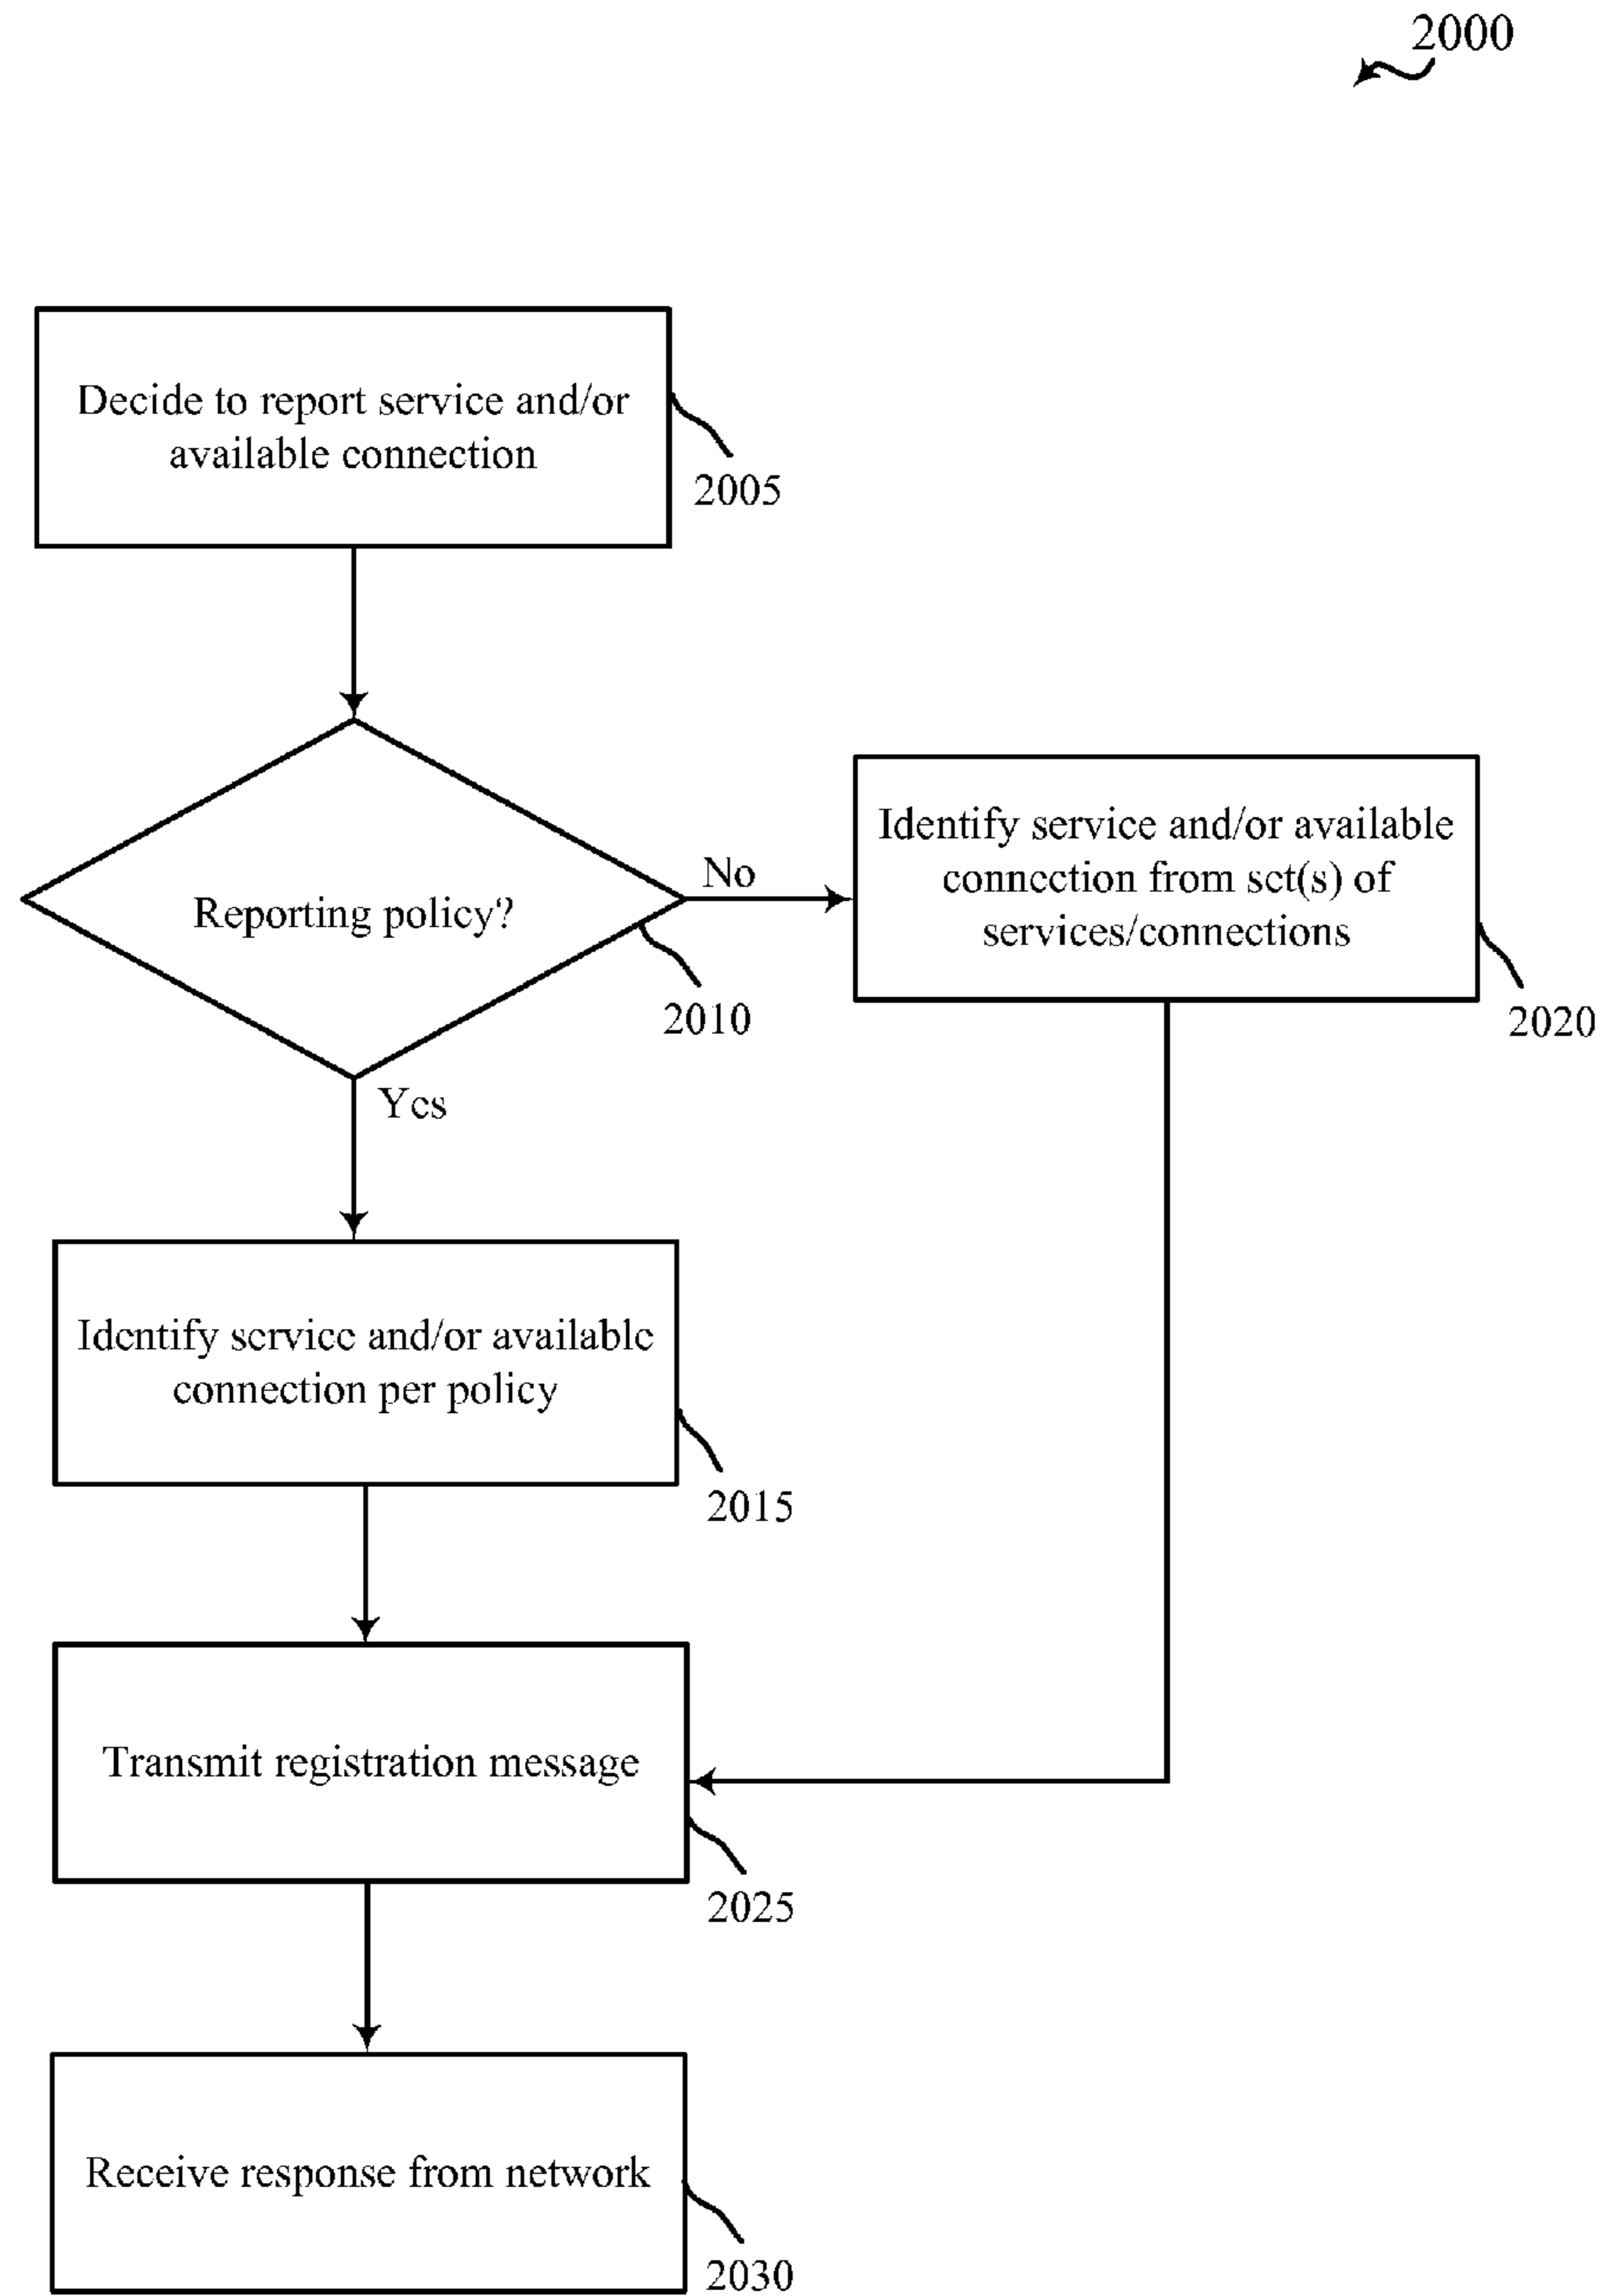 2000
Decide to report service and/or
available connection
2005
Reporting policy?
No
2010
Identify service and/or available
connection from set(s) of
services/connections
2020
Yes
Identify service and/or available
connection per policy
2015
Transmit registration message
2025
Receive response from network
2030